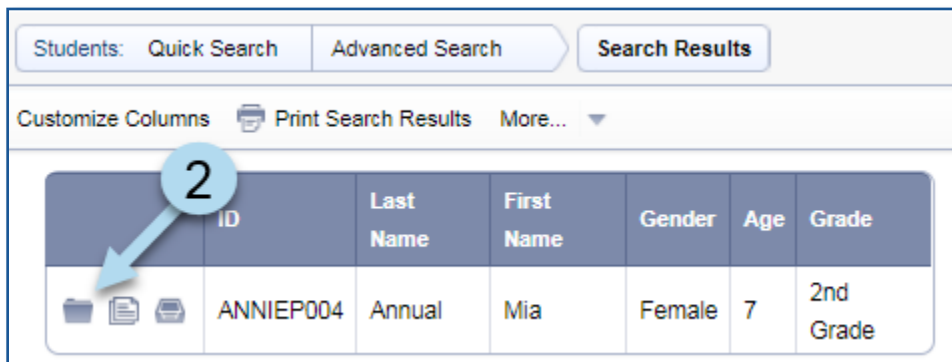 Students: Quick Search Advanced Search Search Results
Customize Columns Print Search Results More...
2
ID Last Name First Name Gender Age Grade
ANNIEP004 Annual Mia Female 7 2nd Grade